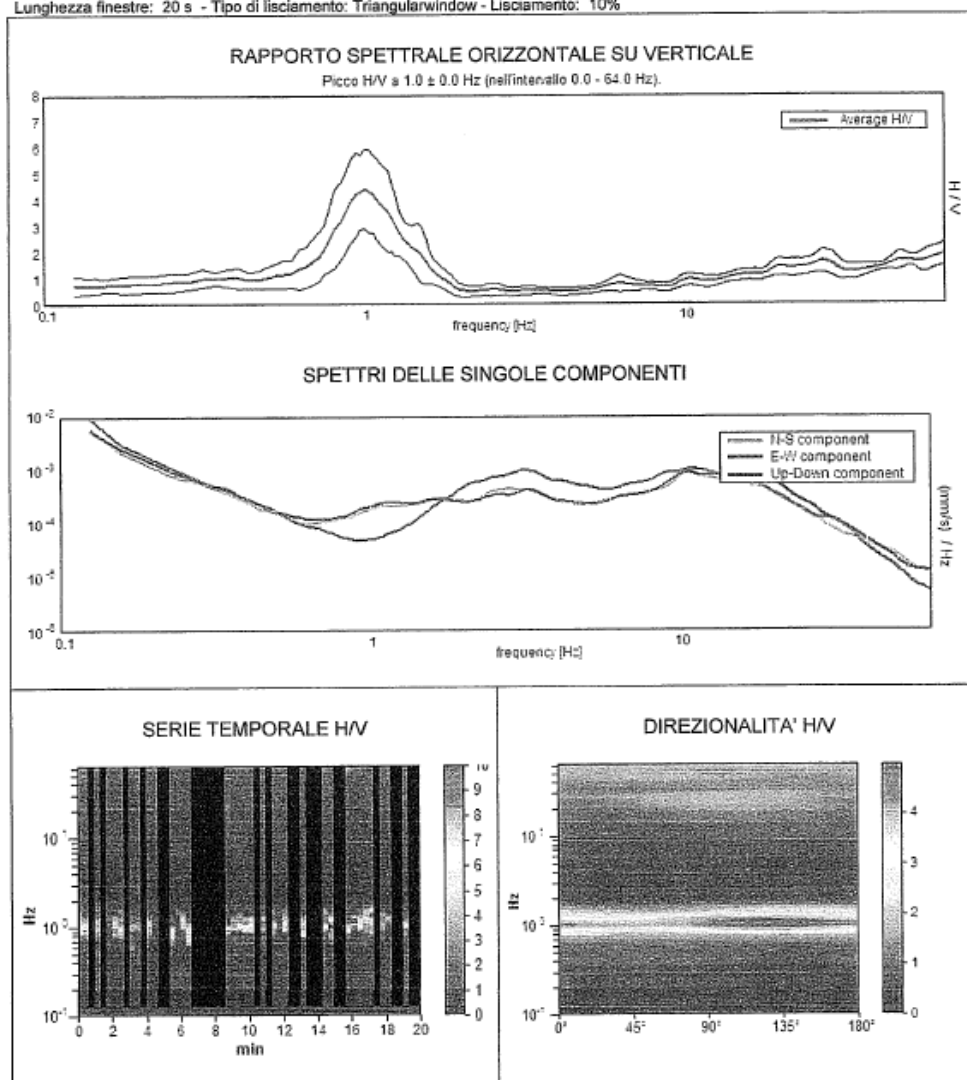 Lunghezza finestre: 20 s - Tipo di lisciamento: Triangularwindow - Lisciamento: 10%
RAPPORTO SPETTRALE ORIZZONTALE SU VERTICALE
Picco H/V a 1.0 ± 0.0 Hz (nell'intervallo 0.0 - 64.0 Hz).
8
7
6
5
4
3
2
1
0
Average H/V
H / V
0.1
1
10
frequency [Hz]
SPETTRI DELLE SINGOLE COMPONENTI
10⁻²
10⁻³
10⁻⁴
10⁻⁵
N-S component
E-W component
Up-Down component
(mm/s) / Hz
0.1
1
10
frequency [Hz]
SERIE TEMPORALE H/V
Hz
10¹
10⁰
10⁻¹
0 2 4 6 8 10 12 14 16 18 20
min
10
9
8
7
6
5
4
3
2
1
0
DIREZIONALITA' H/V
Hz
10¹
10⁰
10⁻¹
0° 45° 90° 135° 180°
4
3
2
1
0